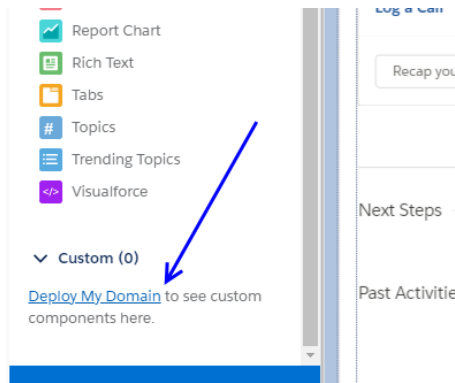 Report Chart
Rich Text
Tabs
# Topics
Trending Topics
</> Visualforce
Custom (0)
Deploy My Domain to see custom
components here.
Log a Call
Recap you
Next Steps
Past Activitie